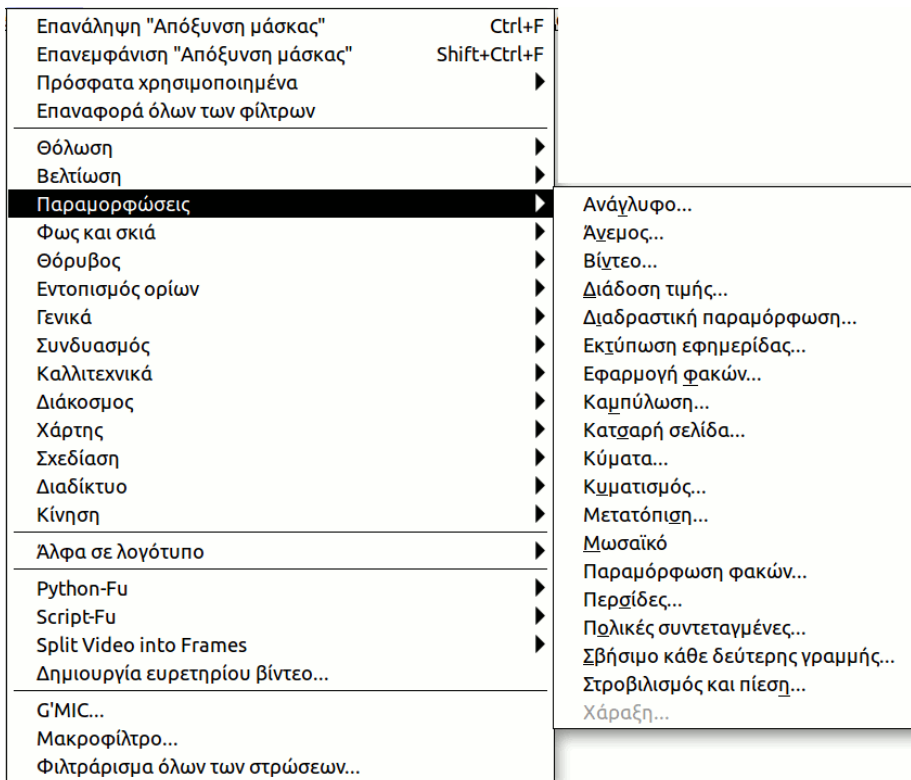 Επανάληψη "Απόξυνση μάσκας" Ctrl+F
Επανεμφάνιση "Απόξυνση μάσκας" Shift+Ctrl+F
Πρόσφατα χρησιμοποιημένα
Επαναφορά όλων των φίλτρων
Θόλωση
Βελτίωση
Παραμορφώσεις
Φως και σκιά
Θόρυβος
Εντοπισμός ορίων
Γενικά
Συνδυασμός
Καλλιτεχνικά
Διάκοσμος
Χάρτης
Σχεδίαση
Διαδίκτυο
Κίνηση
Άλφα σε λογότυπο
Python-Fu
Script-Fu
Split Video into Frames
Δημιουργία ευρετηρίου βίντεο...
G'MIC...
Μακροφίλτρο...
Φιλτράρισμα όλων των στρώσεων...
Ανάγλυφο...
Άνεμος...
Βίντεο...
Διάδοση τιμής...
Διαδραστική παραμόρφωση...
Εκτύπωση εφημερίδας...
Εφαρμογή φακών...
Καμπύλωση...
Κατσαρή σελίδα...
Κύματα...
Κυματισμός...
Μετατόπιση...
Μωσαϊκό
Παραμόρφωση φακών...
Περσίδες...
Πολικές συντεταγμένες...
Σβήσιμο κάθε δεύτερης γραμμής...
Στροβιλισμός και πίεση...
Χάραξη...